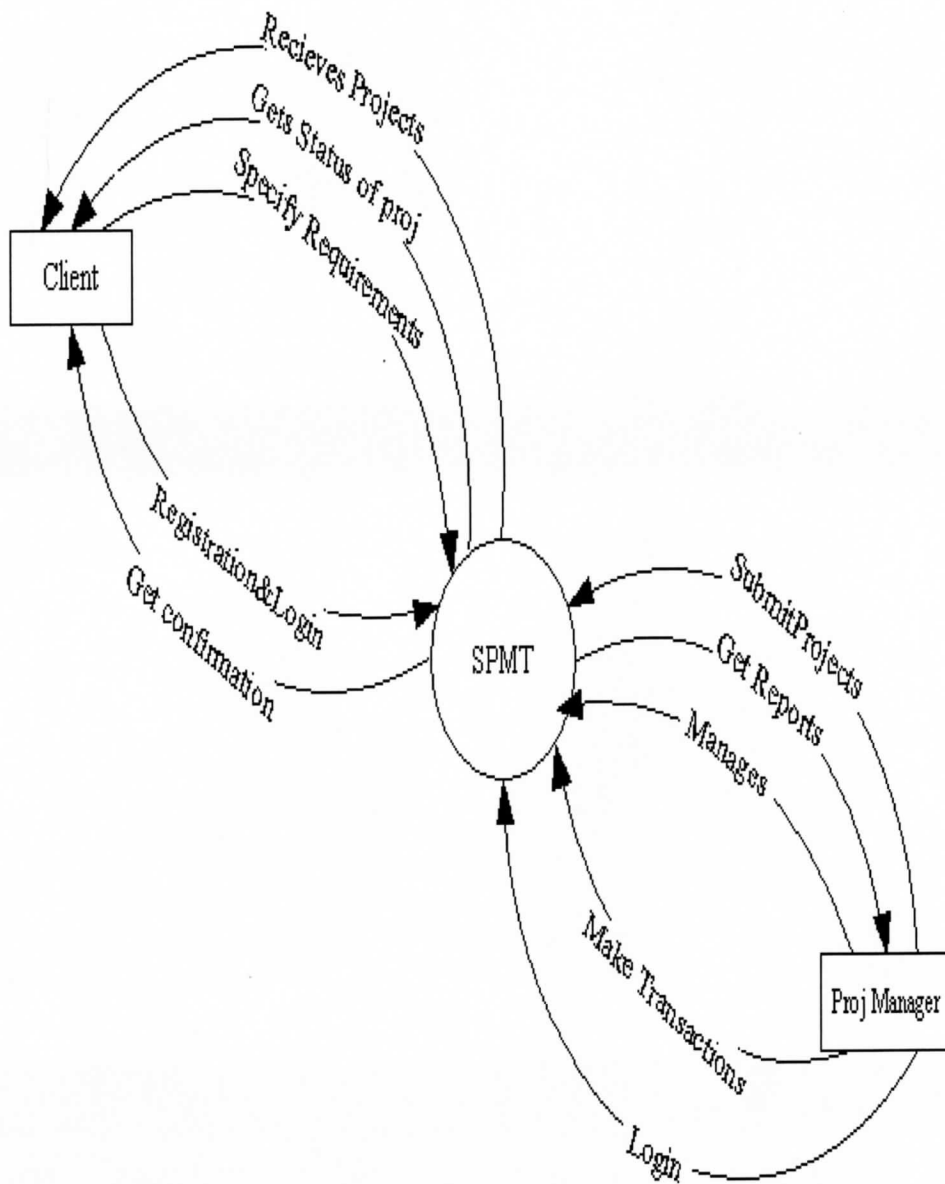 Recieves Projects
Gets Status of proj
Specify Requirements
Client
Registration&Login
Get confirmation
SPMT
SubmitProjects
Get Reports
Manages
Make Transactions
Proj Manager
Login